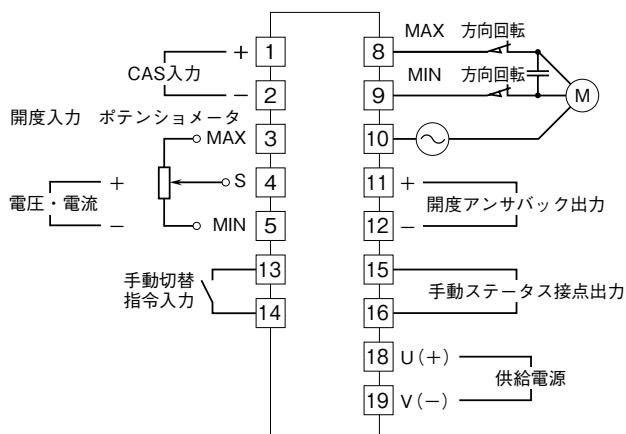 1 8 MAX 方向回転
+ CAS入力 −
2 9 MIN 方向回転 M
開度入力 ポテンショメータ
MAX 3 10
+ 電圧・電流 −
S 4 11 +
開度アンサバック出力
MIN 5 12 −
13 15
手動切替
指令入力
手動ステータス接点出力
14 16
18 U(+)
供給電源
19 V(−)